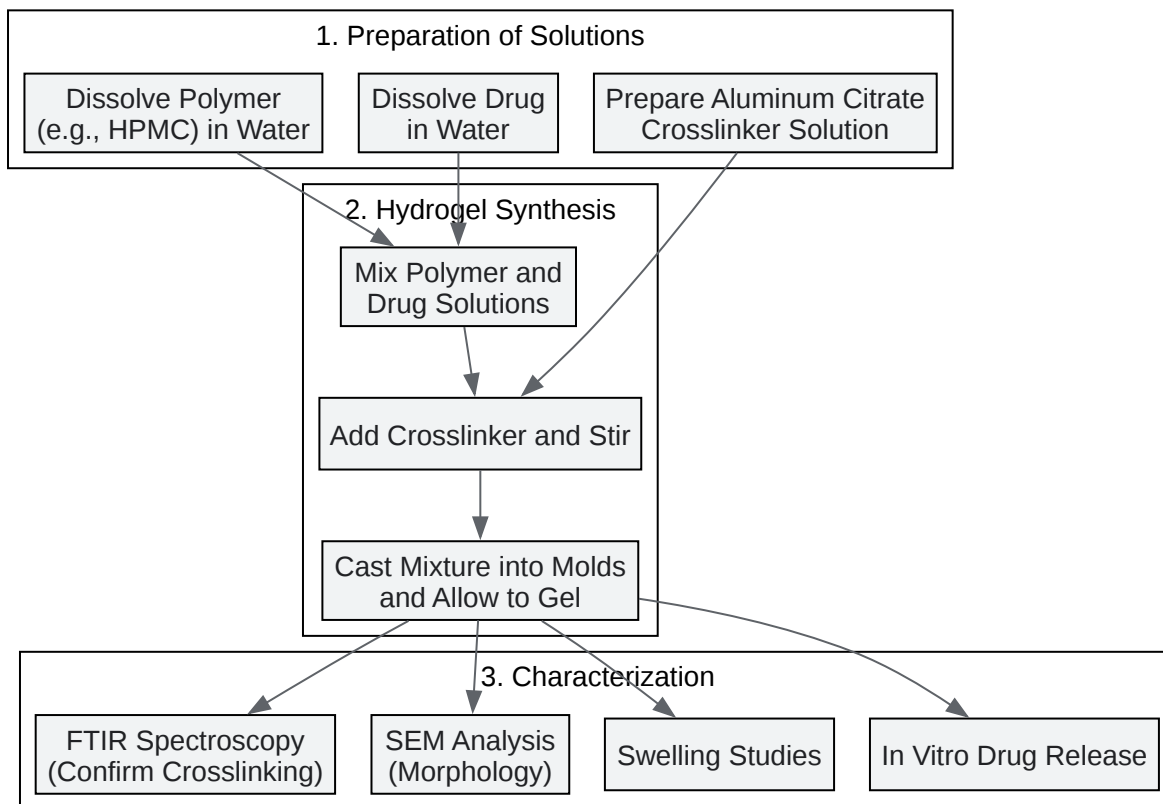 1. Preparation of Solutions
Dissolve Polymer
(e.g., HPMC) in Water
Dissolve Drug
in Water
Prepare Aluminum Citrate
Crosslinker Solution
2. Hydrogel Synthesis
Mix Polymer and
Drug Solutions
Add Crosslinker and Stir
Cast Mixture into Molds
and Allow to Gel
3. Characterization
FTIR Spectroscopy
(Confirm Crosslinking)
SEM Analysis
(Morphology)
Swelling Studies
In Vitro Drug Release